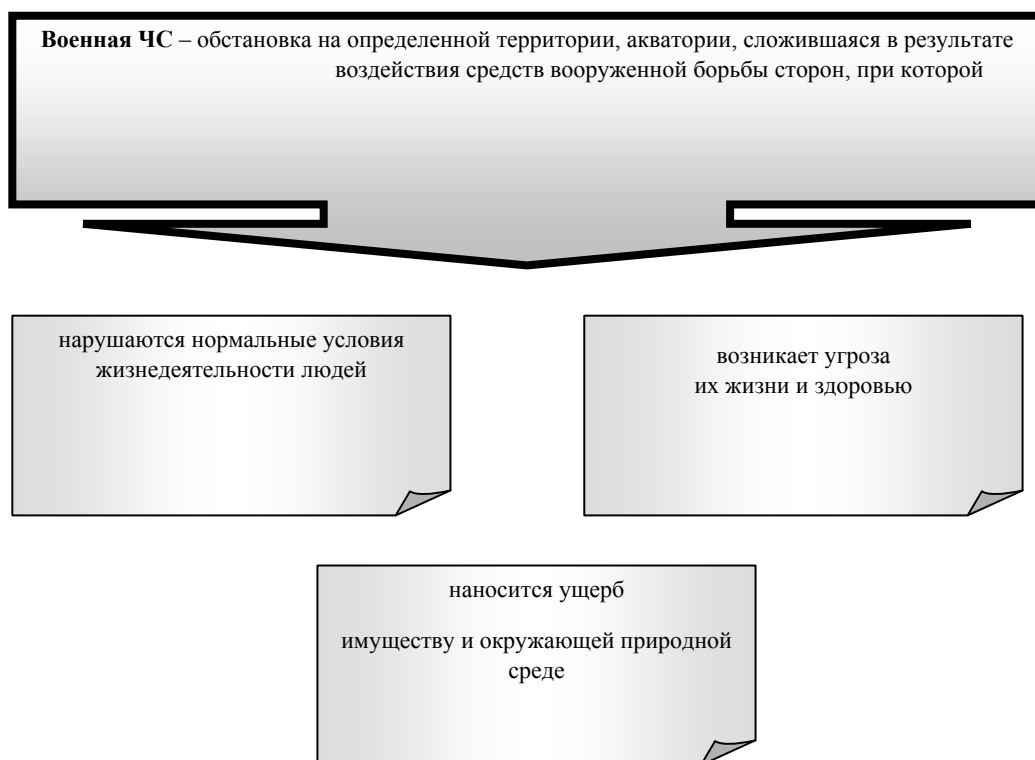 Военная ЧС – обстановка на определенной территории, акватории, сложившаяся в результате
воздействия средств вооруженной борьбы сторон, при которой
нарушаются нормальные условия
жизнедеятельности людей
возникает угроза
их жизни и здоровью
наносится ущерб
имуществу и окружающей природной
среде